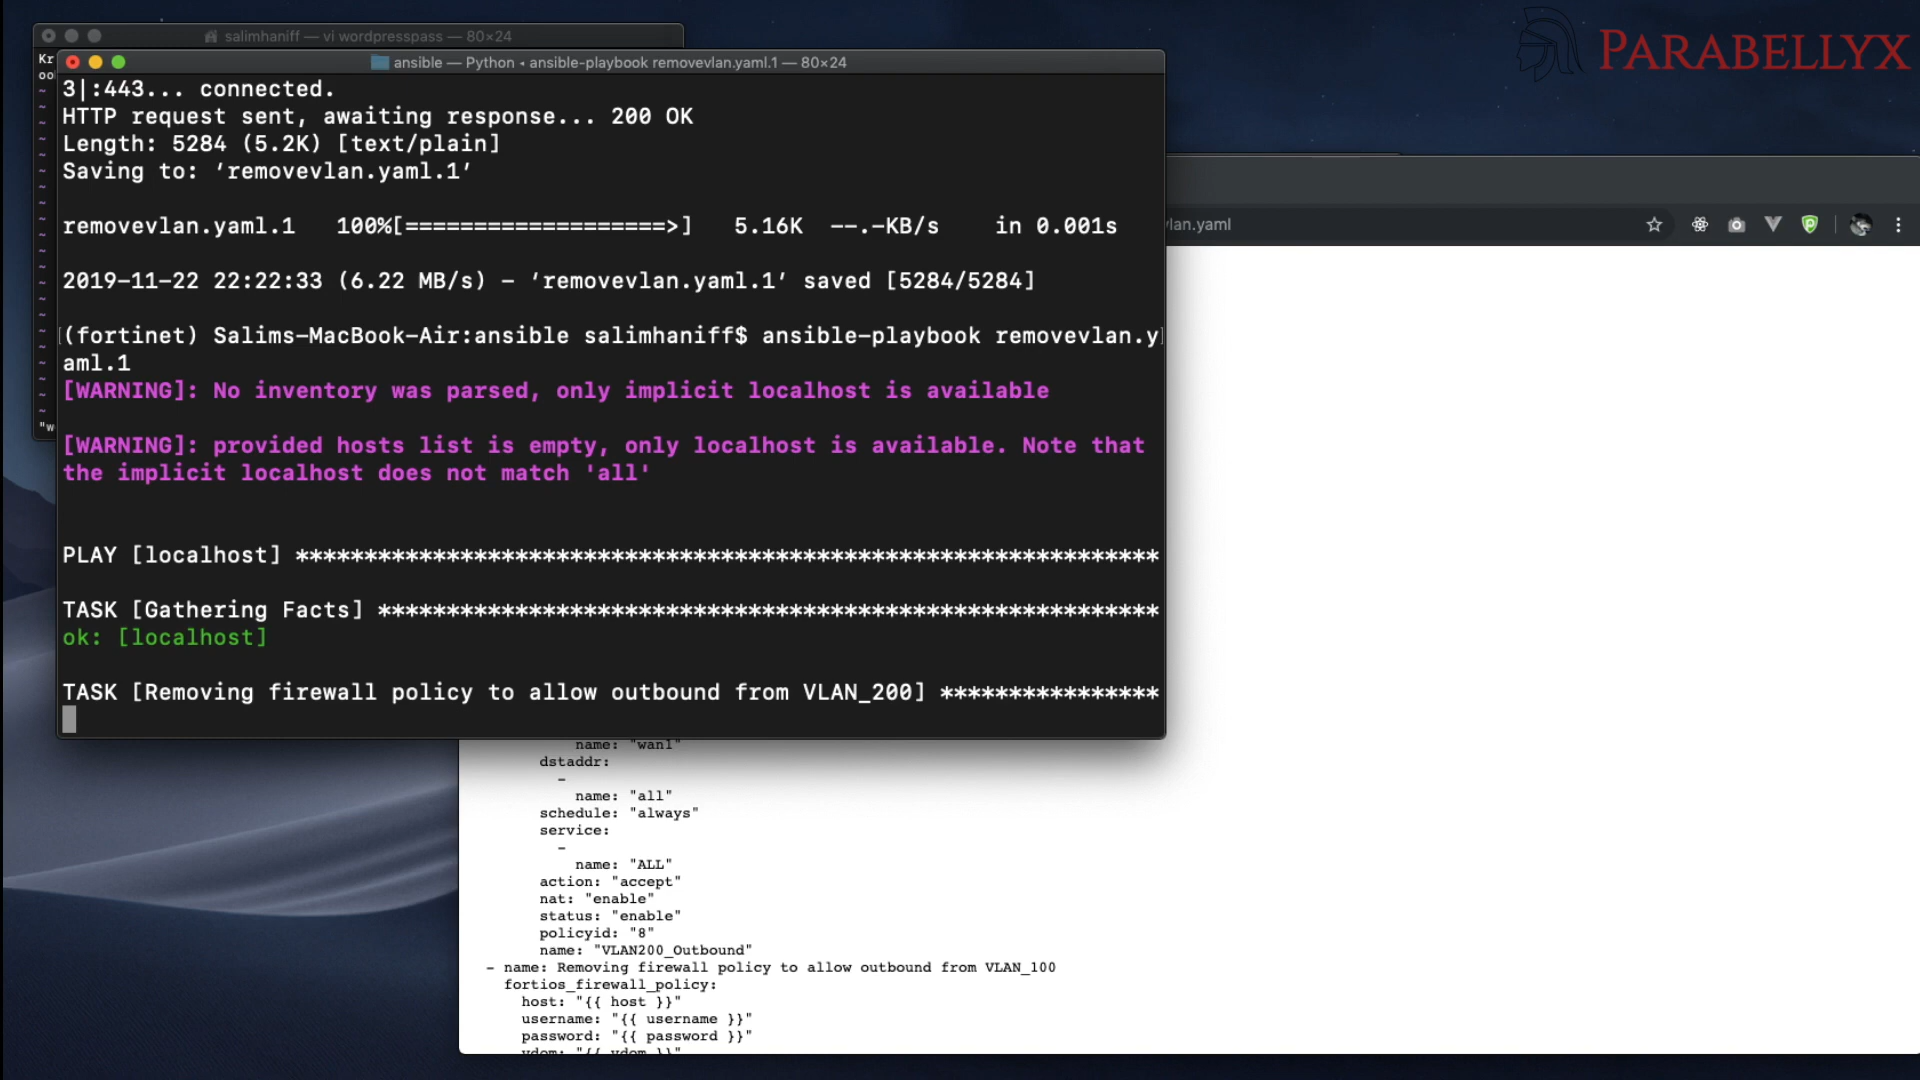 PARABELLYX
salimhaniff — vi wordpresspass — 80×24
Kr
oo
"w
ansible — Python ◂ ansible-playbook removevlan.yaml.1 — 80×24
3|:443... connected.
HTTP request sent, awaiting response... 200 OK
Length: 5284 (5.2K) [text/plain]
Saving to: ‘removevlan.yaml.1’
removevlan.yaml.1   100%[===================>]   5.16K  --.-KB/s    in 0.001s
2019-11-22 22:22:33 (6.22 MB/s) - ‘removevlan.yaml.1’ saved [5284/5284]
(fortinet) Salims-MacBook-Air:ansible salimhaniff$ ansible-playbook removevlan.y
aml.1
[WARNING]: No inventory was parsed, only implicit localhost is available
[WARNING]: provided hosts list is empty, only localhost is available. Note that
the implicit localhost does not match 'all'
PLAY [localhost] ***************************************************************
TASK [Gathering Facts] *********************************************************
ok: [localhost]
TASK [Removing firewall policy to allow outbound from VLAN_200] ****************
lan.yaml
name: "wan1"
dstaddr:
-
name: "all"
schedule: "always"
service:
-
name: "ALL"
action: "accept"
nat: "enable"
status: "enable"
policyid: "8"
name: "VLAN200_Outbound"
- name: Removing firewall policy to allow outbound from VLAN_100
fortios_firewall_policy:
host: "{{ host }}"
username: "{{ username }}"
password: "{{ password }}"
vdom: "{{ vdom }}"